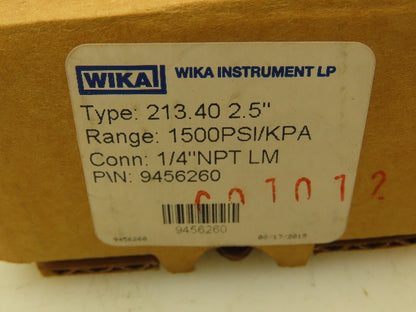 WIKA WIKA INSTRUMENT LP
Type: 213.40 2.5"
Range: 1500PSI/KPA
Conn: 1/4"NPT LM
P\N: 9456260
9456260
9456260 08/17/2015